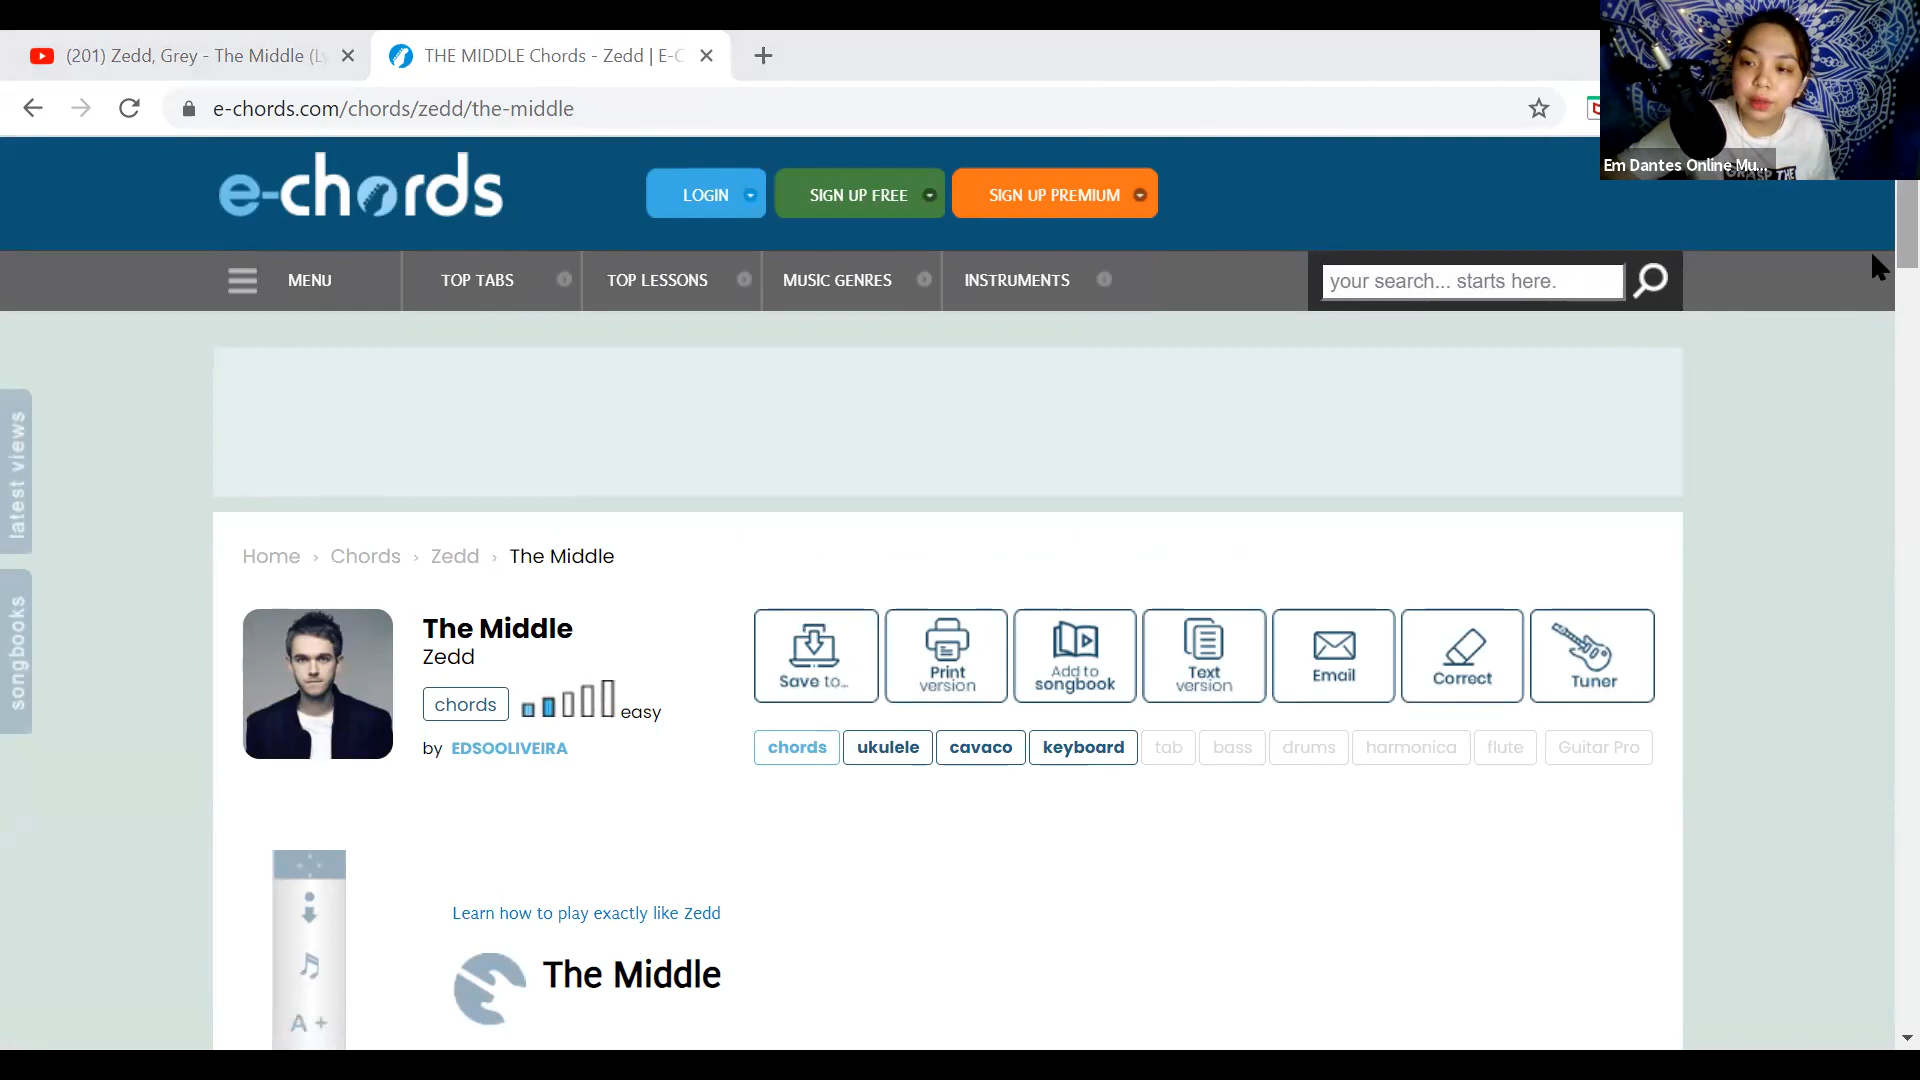 (201) Zedd, Grey - The Middle (Ly
THE MIDDLE Chords - Zedd | E-C
e-chords.com/chords/zedd/the-middle
Em Dantes Online Mu...
GRASP THE
e-chords
LOGIN
SIGN UP FREE
SIGN UP PREMIUM
MENU
TOP TABS
TOP LESSONS
MUSIC GENRES
INSTRUMENTS
your search... starts here.
latest views
songbooks
Home › Chords › Zedd › The Middle
The Middle
Zedd
chords
easy
by EDSOOLIVEIRA
Save to...
Print version
Add to songbook
Text version
Email
Correct
Tuner
chords
ukulele
cavaco
keyboard
tab
bass
drums
harmonica
flute
Guitar Pro
Learn how to play exactly like Zedd
The Middle
A +